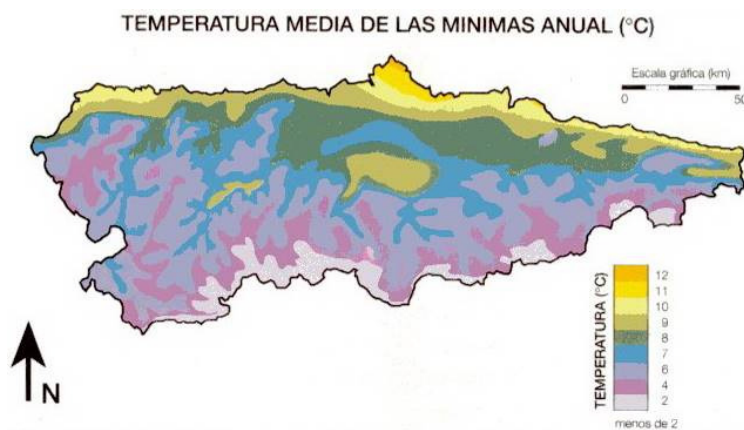 TEMPERATURA MEDIA DE LAS MINIMAS ANUAL (°C)
Escala gráfica (km)
0 50
TEMPERATURA (°C)
12
11
10
9
8
7
6
4
2
menos de 2
N